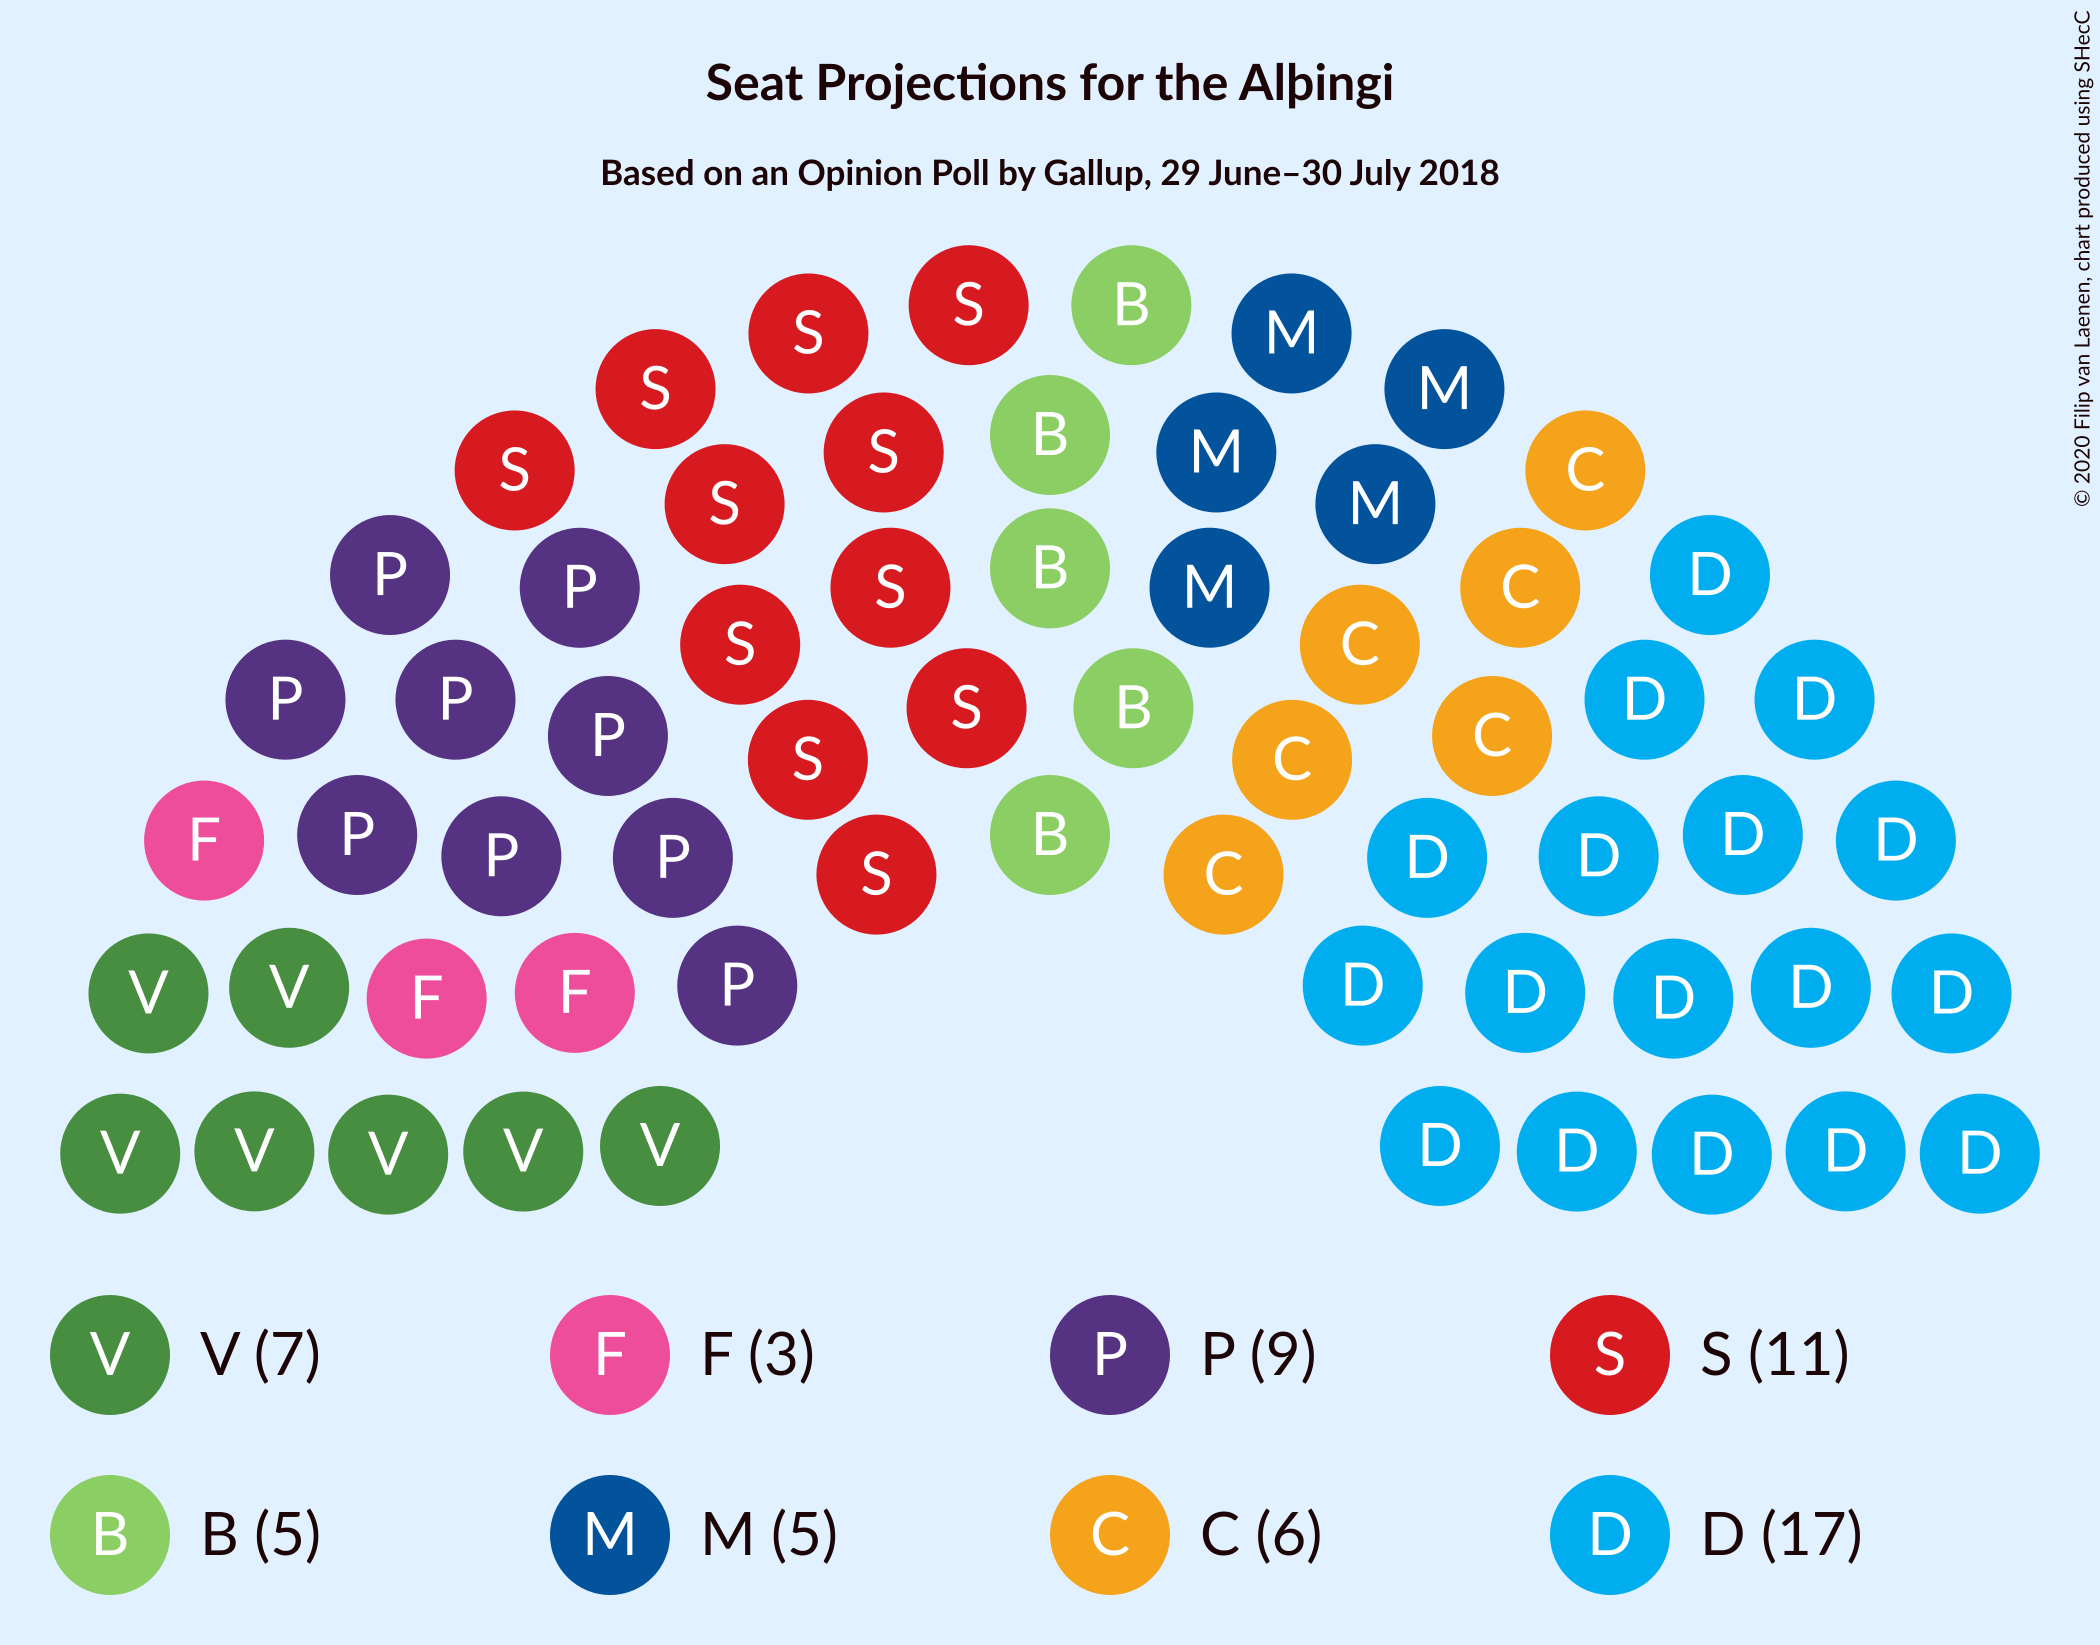 Seat Projections for the Alþingi
Based on an Opinion Poll by Gallup, 29 June–30 July 2018
© 2020 Filip van Laenen, chart produced using SHecC
S B
S M
S M
B
S M
S C
S M
B
P P S M C D
S C
P P D D
S B
P C
S C
P D D
F D
P P D D
B
S C
P D
V V F F P D D D D D
V V V V V D D D D D
V V (7) F F (3) P P (9) S S (11)
B B (5) M M (5) C C (6) D D (17)